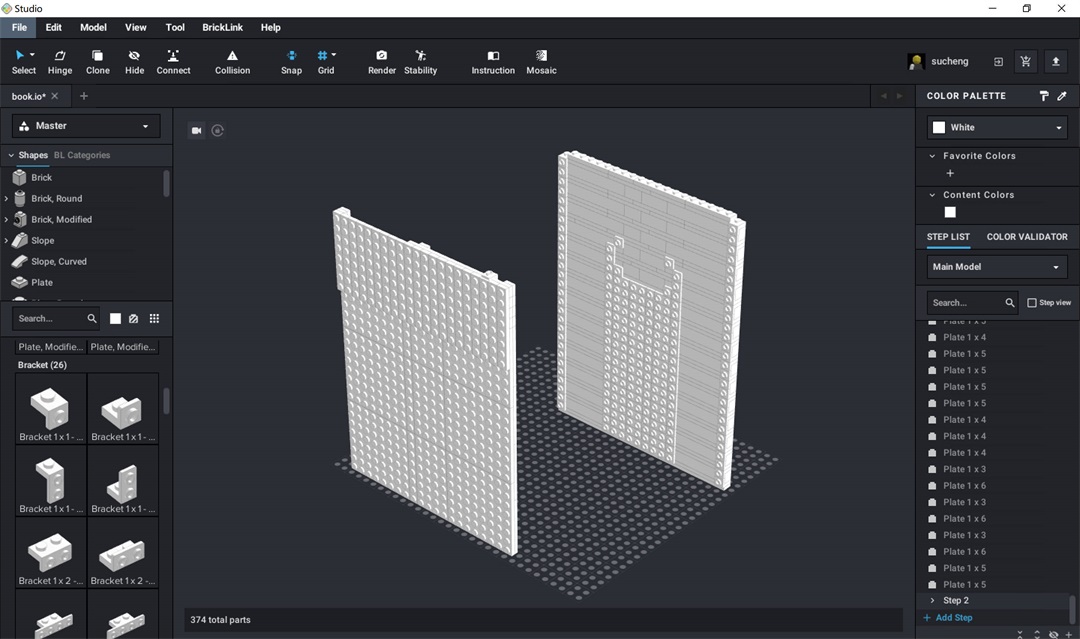 Studio
File Edit Model View Tool BrickLink Help
Select Hinge Clone Hide Connect Collision Snap Grid Render Stability Instruction Mosaic
sucheng
book.io*
Master
Shapes BL Categories
Brick
Brick, Round
Brick, Modified
Slope
Slope, Curved
Plate
Search...
Plate, Modifie... Plate, Modifie...
Bracket (26)
Bracket 1 x 1 - ... Bracket 1 x 1 - ...
Bracket 1 x 1 - ... Bracket 1 x 1 - ...
Bracket 1 x 2 - ... Bracket 1 x 2 - ...
374 total parts
COLOR PALETTE
White
Favorite Colors
Content Colors
STEP LIST COLOR VALIDATOR
Main Model
Search... Step view
Plate 1 x 4
Plate 1 x 5
Plate 1 x 5
Plate 1 x 5
Plate 1 x 5
Plate 1 x 4
Plate 1 x 4
Plate 1 x 4
Plate 1 x 3
Plate 1 x 6
Plate 1 x 3
Plate 1 x 6
Plate 1 x 3
Plate 1 x 6
Plate 1 x 5
Plate 1 x 5
Step 2
+ Add Step